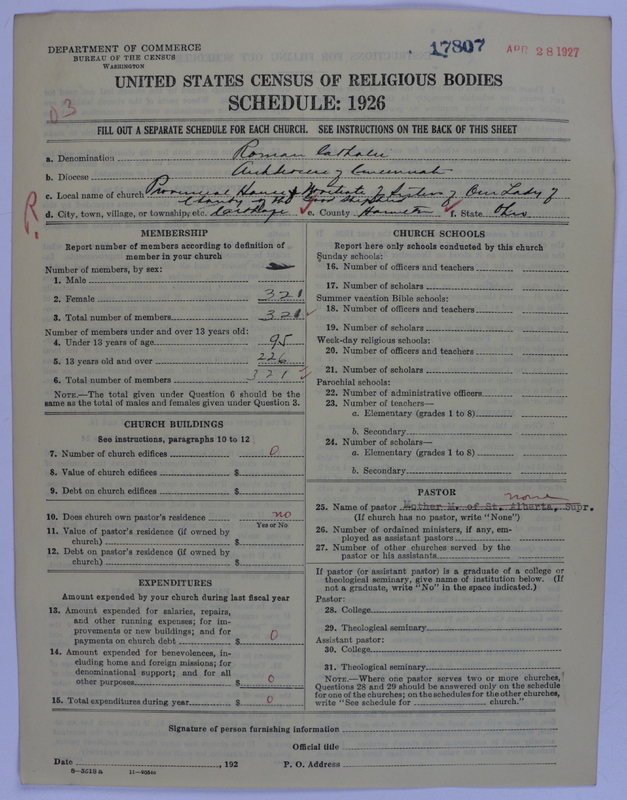 DEPARTMENT OF COMMERCE
BUREAU OF THE CENSUS
WASHINGTON
17807
APR 28 1927
UNITED STATES CENSUS OF RELIGIOUS BODIES
SCHEDULE: 1926
FILL OUT A SEPARATE SCHEDULE FOR EACH CHURCH. SEE INSTRUCTIONS ON THE BACK OF THIS SHEET
a. Denomination Roman Catholic
b. Diocese Archdiocese of Cincinnati
c. Local name of church Provincial House & Novitiate of Sisters of Our Lady of
Charity of the Good Shepherd
d. City, town, village, or township, etc. Carthage e. County Hamilton f. State Ohio
R.
MEMBERSHIP
Report number of members according to definition of
member in your church
Number of members, by sex:
1. Male
2. Female 321
3. Total number of members 321
Number of members under and over 13 years old:
4. Under 13 years of age 95
5. 13 years old and over 226
6. Total number of members 321
NOTE.—The total given under Question 6 should be the
same as the total of males and females given under Question 3.
CHURCH BUILDINGS
See instructions, paragraphs 10 to 12
7. Number of church edifices 0
8. Value of church edifices $
9. Debt on church edifices $
10. Does church own pastor's residence no
Yes or No
11. Value of pastor's residence (if owned by
church) $
12. Debt on pastor's residence (if owned by
church) $
EXPENDITURES
Amount expended by your church during last fiscal year
13. Amount expended for salaries, repairs,
and other running expenses; for im-
provements or new buildings; and for
payments on church debt $ 0
14. Amount expended for benevolences, in-
cluding home and foreign missions; for
denominational support; and for all
other purposes $ 0
15. Total expenditures during year $ 0
CHURCH SCHOOLS
Report here only schools conducted by this church
Sunday schools:
16. Number of officers and teachers
17. Number of scholars
Summer vacation Bible schools:
18. Number of officers and teachers
19. Number of scholars
Week-day religious schools:
20. Number of officers and teachers
21. Number of scholars
Parochial schools:
22. Number of administrative officers
23. Number of teachers—
a. Elementary (grades 1 to 8)
b. Secondary
24. Number of scholars—
a. Elementary (grades 1 to 8)
b. Secondary
PASTOR
none
25. Name of pastor Mother M. of St. Alberta, Supr.
(If church has no pastor, write "None")
26. Number of ordained ministers, if any, em-
ployed as assistant pastors
27. Number of other churches served by the
pastor or his assistants
If pastor (or assistant pastor) is a graduate of a college or
theological seminary, give name of institution below. (If
not a graduate, write "No" in the space indicated.)
Pastor:
28. College
29. Theological seminary
Assistant pastor:
30. College
31. Theological seminary
NOTE.—Where one pastor serves two or more churches,
Questions 28 and 29 should be answered only on the schedule
for one of the churches; on the schedules for the other churches,
write "See schedule for church."
Signature of person furnishing information
Official title
Date , 192 P. O. Address